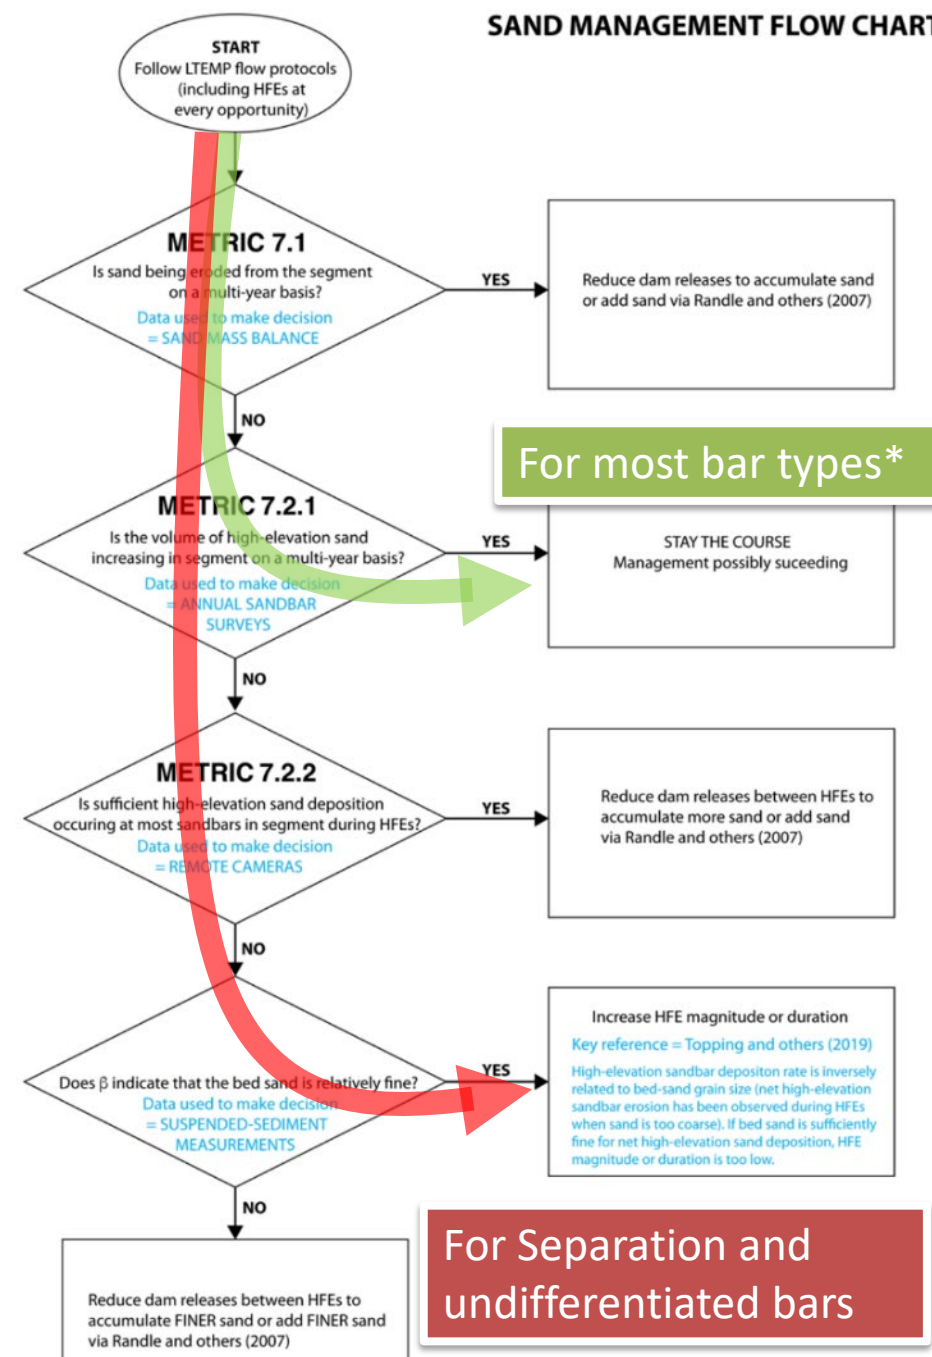 SAND MANAGEMENT FLOW CHART
START
Follow LTEMP flow protocols
(including HFEs at
every opportunity)
METRIC 7.1
Is sand being eroded from the segment
on a multi-year basis?
Data used to make decision
= SAND MASS BALANCE
YES
Reduce dam releases to accumulate sand
or add sand via Randle and others (2007)
NO
For most bar types*
METRIC 7.2.1
Is the volume of high-elevation sand
increasing in segment on a multi-year basis?
Data used to make decision
= ANNUAL SANDBAR
SURVEYS
YES
STAY THE COURSE
Management possibly suceeding
NO
METRIC 7.2.2
Is sufficient high-elevation sand deposition
occuring at most sandbars in segment during HFEs?
Data used to make decision
= REMOTE CAMERAS
YES
Reduce dam releases between HFEs to
accumulate more sand or add sand
via Randle and others (2007)
NO
Does β indicate that the bed sand is relatively fine?
Data used to make decision
= SUSPENDED-SEDIMENT
MEASUREMENTS
YES
Increase HFE magnitude or duration
Key reference = Topping and others (2019)
High-elevation sandbar depositon rate is inversely
related to bed-sand grain size (net high-elevation
sandbar erosion has been observed during HFEs
when sand is too coarse). If bed sand is sufficiently
fine for net high-elevation sand deposition, HFE
magnitude or duration is too low.
NO
For Separation and
undifferentiated bars
Reduce dam releases between HFEs to
accumulate FINER sand or add FINER sand
via Randle and others (2007)